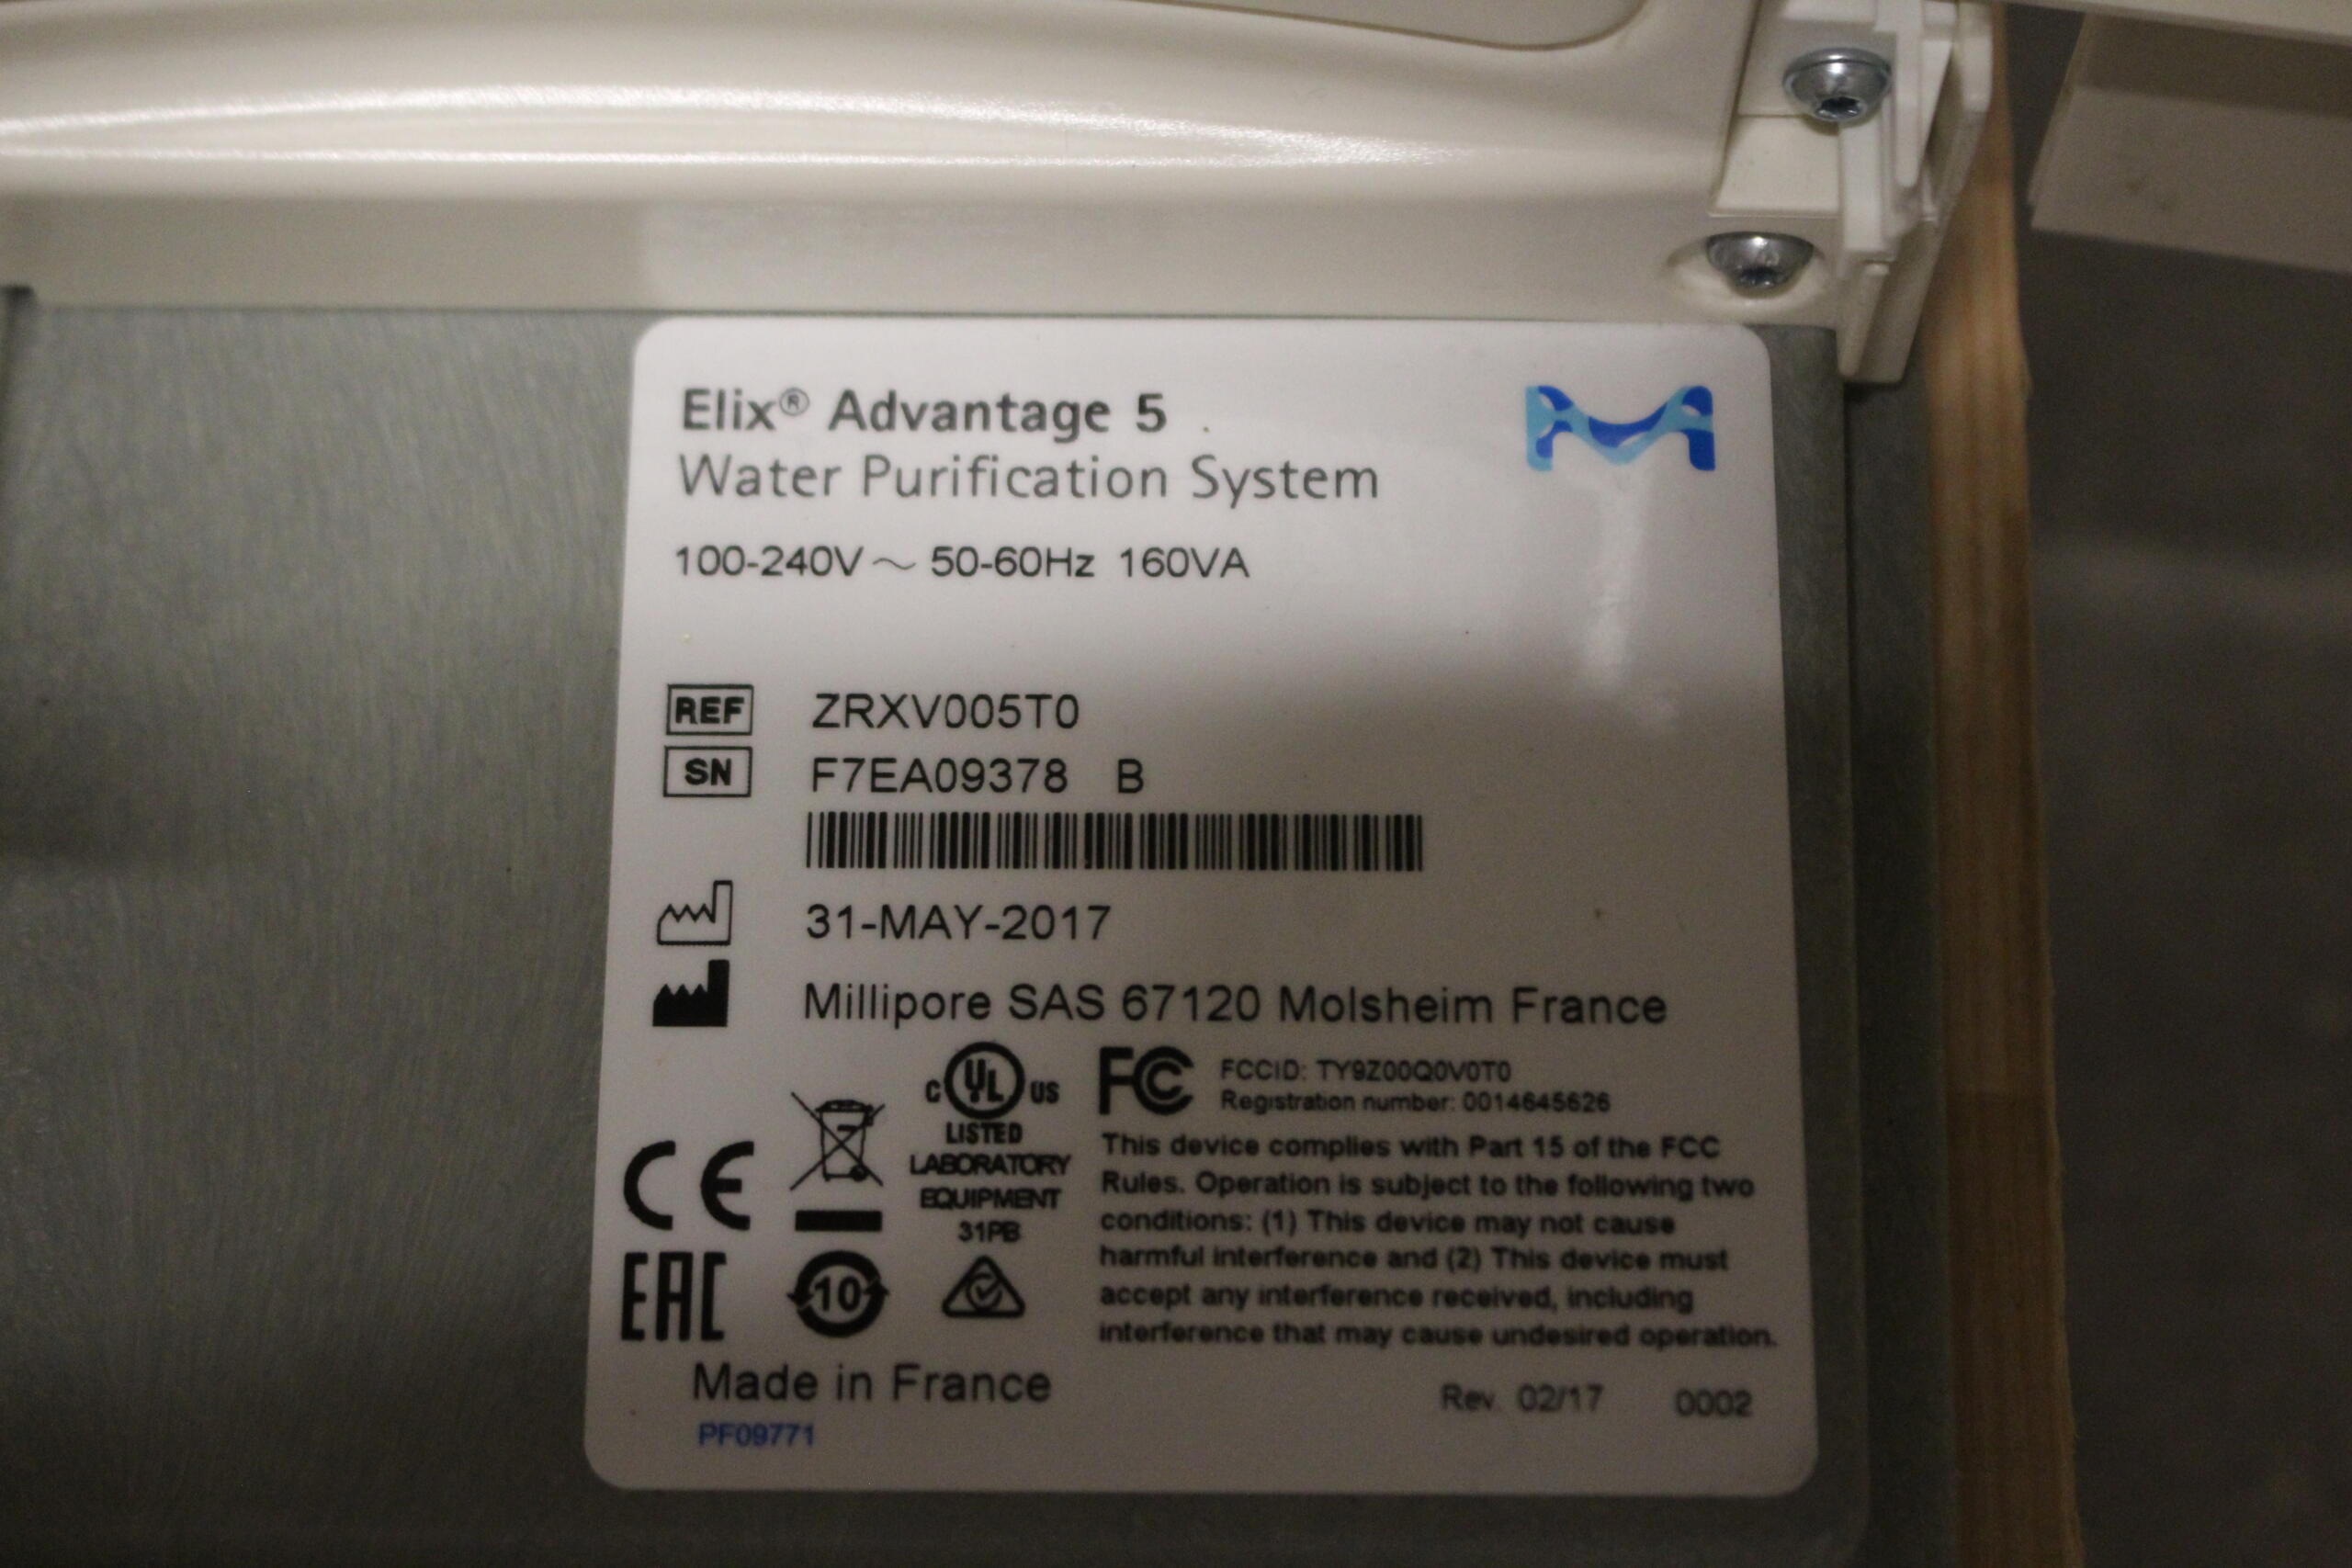 Elix® Advantage 5
Water Purification System
100-240V ~ 50-60Hz 160VA
REF ZRXV005T0
SN F7EA09378 B
31-MAY-2017
Millipore SAS 67120 Molsheim France
C UL US
LISTED
LABORATORY
EQUIPMENT
31PB
FC
FCCID: TY9Z00Q0V0T0
Registration number: 0014645626
This device complies with Part 15 of the FCC
Rules. Operation is subject to the following two
conditions: (1) This device may not cause
harmful interference and (2) This device must
accept any interference received, including
interference that may cause undesired operation.
CE
EAC
10
Made in France
PF09771
Rev. 02/17 0002